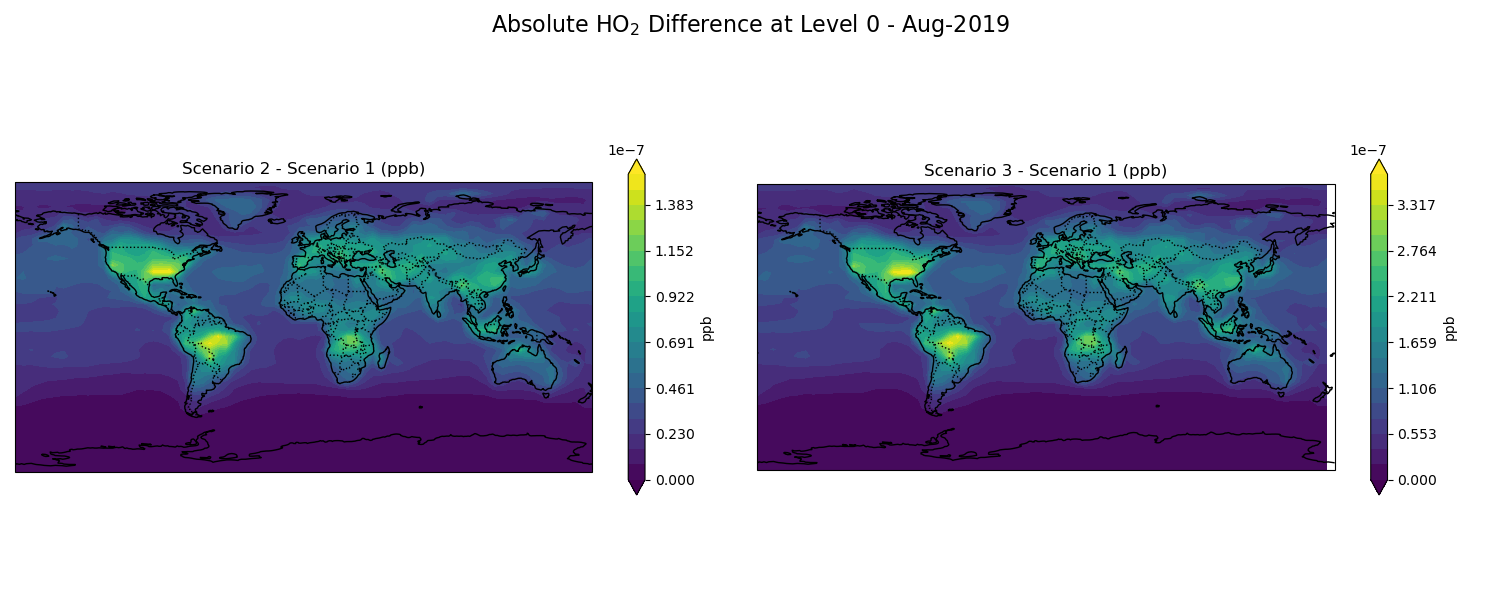 Absolute HO₂ Difference at Level 0 - Aug-2019
Scenario 2 - Scenario 1 (ppb)
1e−7
1.383
1.152
0.922
0.691
0.461
0.230
0.000
ppb
Scenario 3 - Scenario 1 (ppb)
1e−7
3.317
2.764
2.211
1.659
1.106
0.553
0.000
ppb